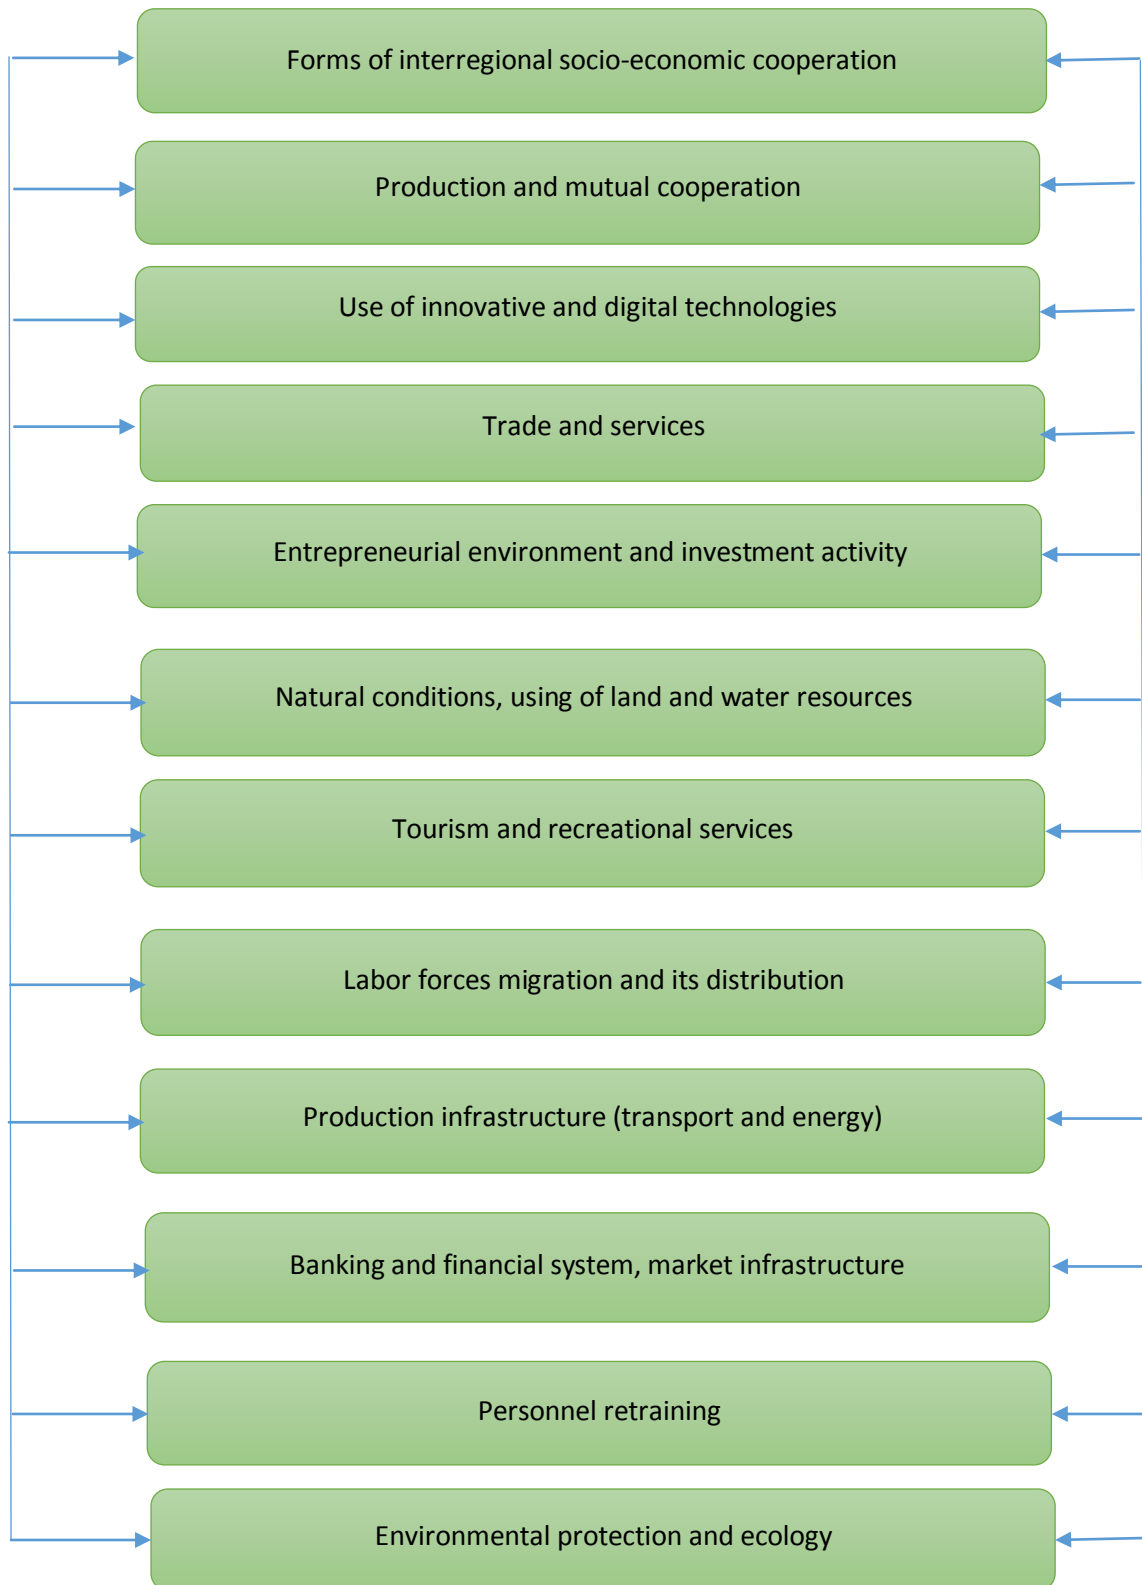 Forms of interregional socio-economic cooperation
Production and mutual cooperation
Use of innovative and digital technologies
Trade and services
Entrepreneurial environment and investment activity
Natural conditions, using of land and water resources
Tourism and recreational services
Labor forces migration and its distribution
Production infrastructure (transport and energy)
Banking and financial system, market infrastructure
Personnel retraining
Environmental protection and ecology